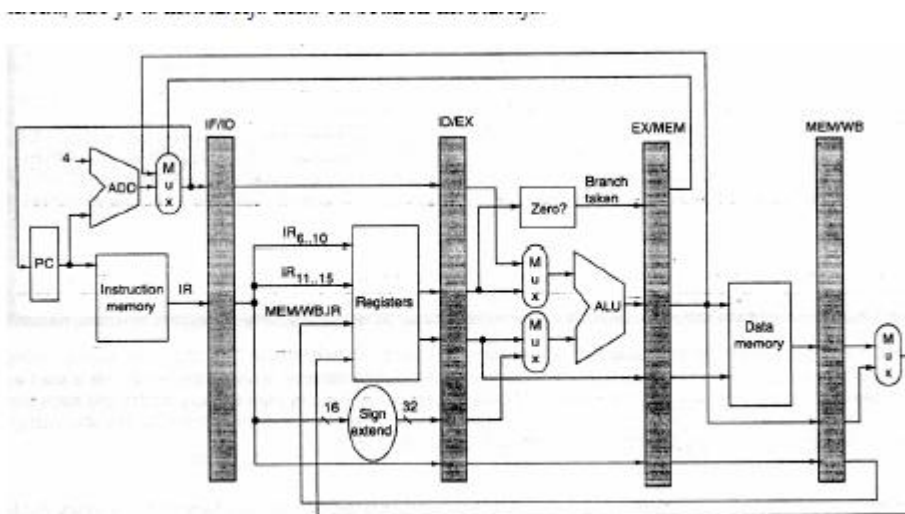 IF/ID
ID/EX
EX/MEM
MEM/WB
4
ADD
M
u
x
Branch
taken
Zero?
IR6..10
M
u
x
PC
Instruction
memory
IR
IR11..15
Registers
ALU
MEM/WB.IR
M
u
x
Data
memory
M
u
x
16
Sign
extend
32